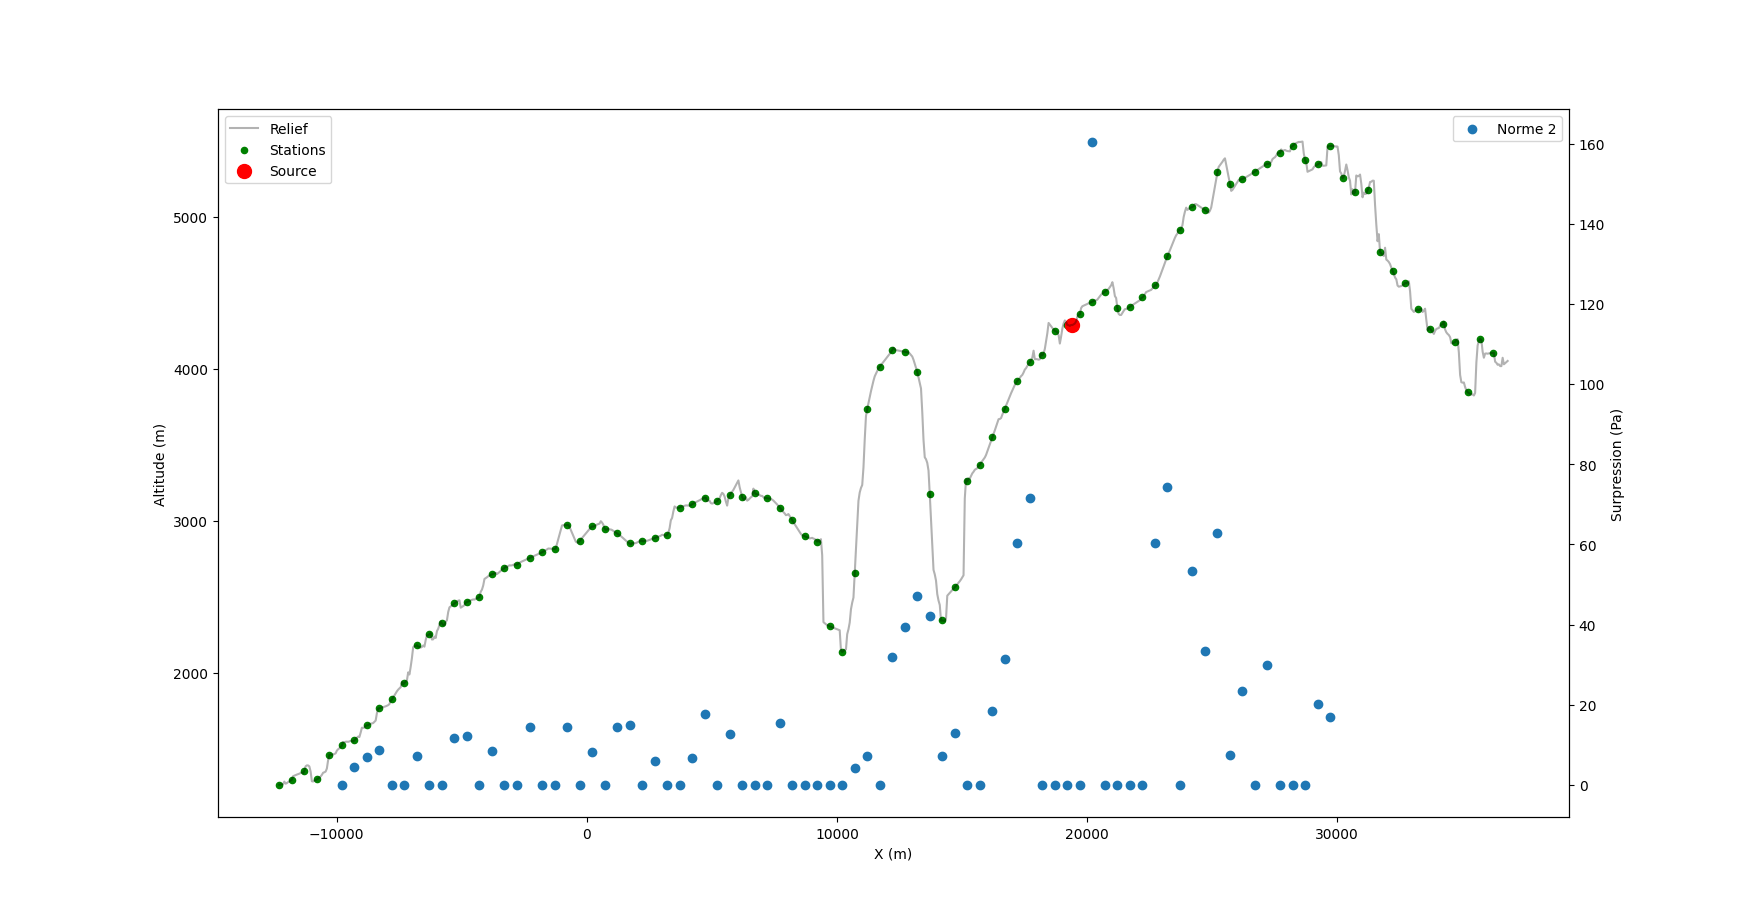 Relief
Stations
Source
Norme 2
5000
4000
3000
2000
Altitude (m)
160
140
120
100
80
60
40
20
0
Surpression (Pa)
−10000 0 10000 20000 30000
X (m)